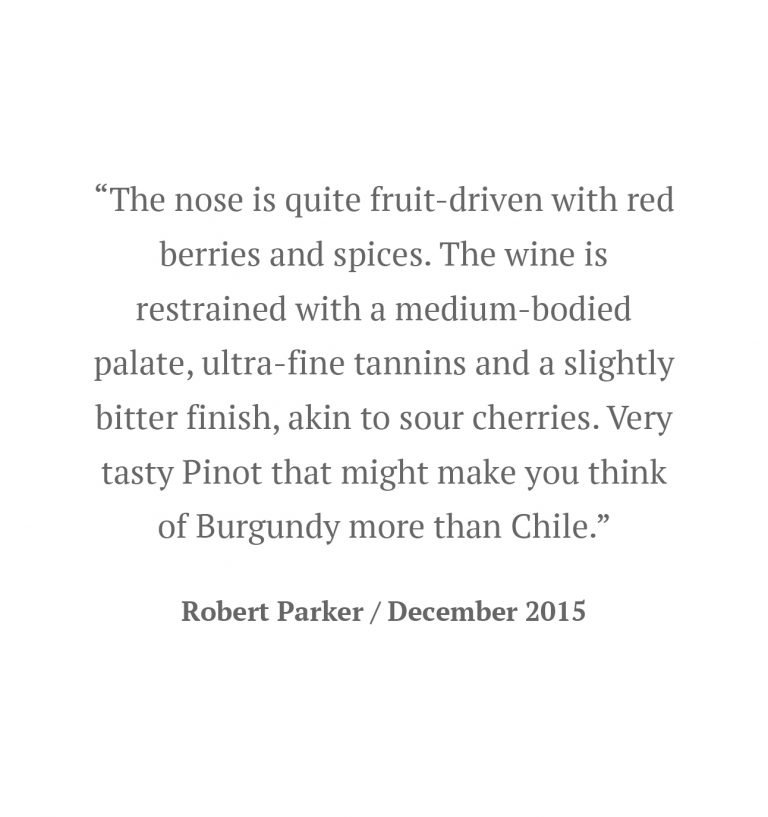 “The nose is quite fruit-driven with red
berries and spices. The wine is
restrained with a medium-bodied
palate, ultra-fine tannins and a slightly
bitter finish, akin to sour cherries. Very
tasty Pinot that might make you think
of Burgundy more than Chile.”
Robert Parker / December 2015